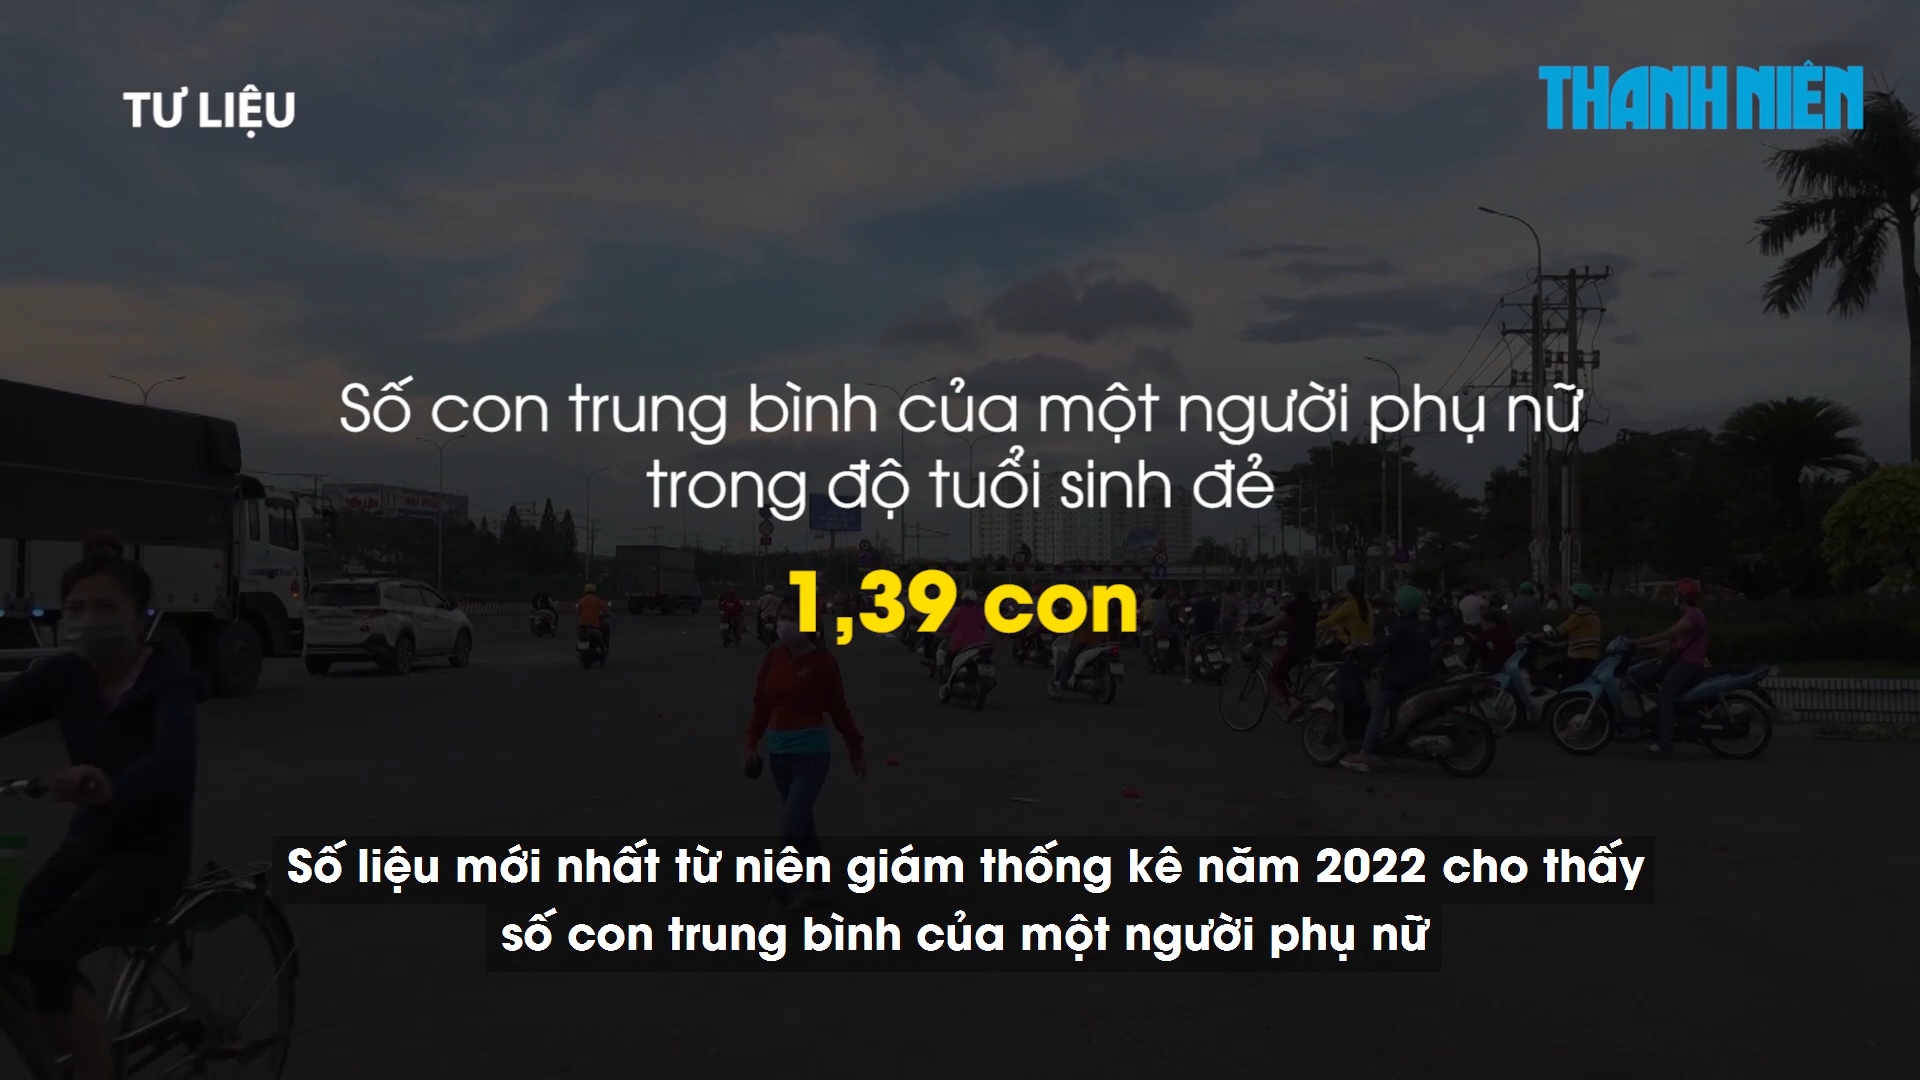 TƯ LIỆU
THANH NIÊN
Số con trung bình của một người phụ nữ
trong độ tuổi sinh đẻ
1,39 con
Số liệu mới nhất từ niên giám thống kê năm 2022 cho thấy
số con trung bình của một người phụ nữ